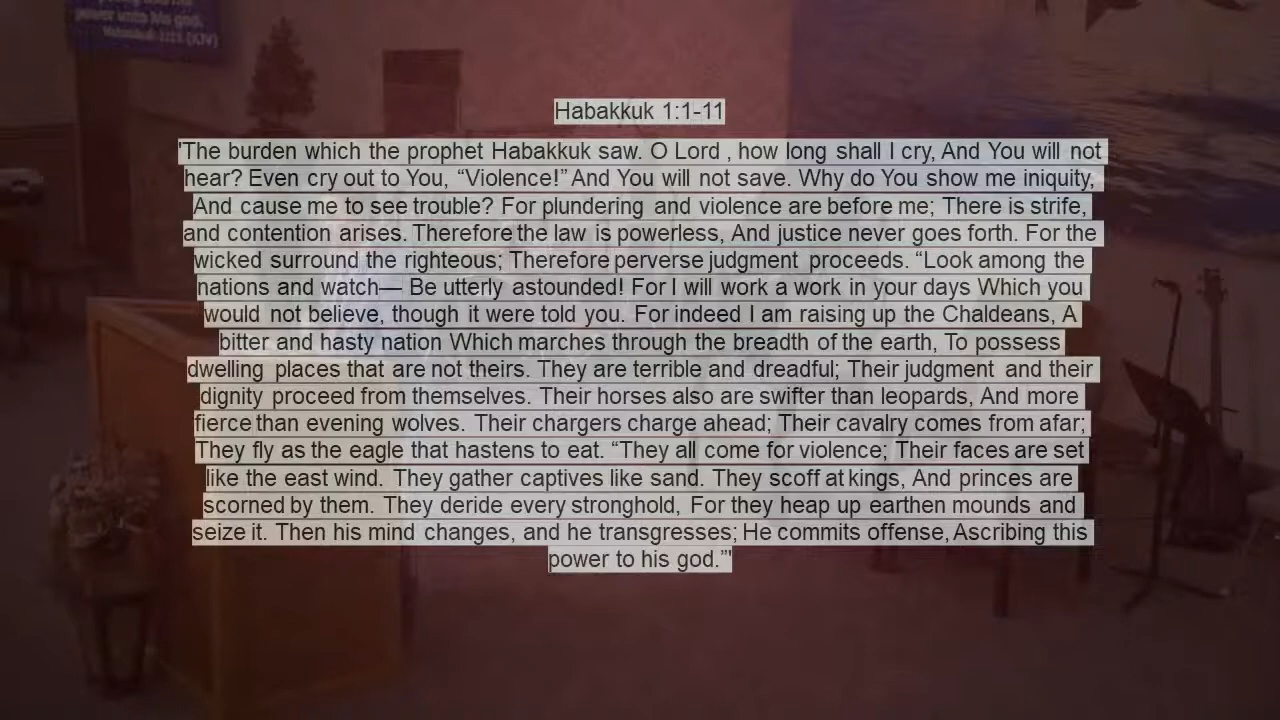 power unto his god.
Habakkuk 1:11 (KJV)
Habakkuk 1:1-11
'The burden which the prophet Habakkuk saw. O Lord , how long shall I cry, And You will not
hear? Even cry out to You, “Violence!” And You will not save. Why do You show me iniquity,
And cause me to see trouble? For plundering and violence are before me; There is strife,
and contention arises. Therefore the law is powerless, And justice never goes forth. For the
wicked surround the righteous; Therefore perverse judgment proceeds. “Look among the
nations and watch— Be utterly astounded! For I will work a work in your days Which you
would not believe, though it were told you. For indeed I am raising up the Chaldeans, A
bitter and hasty nation Which marches through the breadth of the earth, To possess
dwelling places that are not theirs. They are terrible and dreadful; Their judgment and their
dignity proceed from themselves. Their horses also are swifter than leopards, And more
fierce than evening wolves. Their chargers charge ahead; Their cavalry comes from afar;
They fly as the eagle that hastens to eat. “They all come for violence; Their faces are set
like the east wind. They gather captives like sand. They scoff at kings, And princes are
scorned by them. They deride every stronghold, For they heap up earthen mounds and
seize it. Then his mind changes, and he transgresses; He commits offense, Ascribing this
power to his god.”'